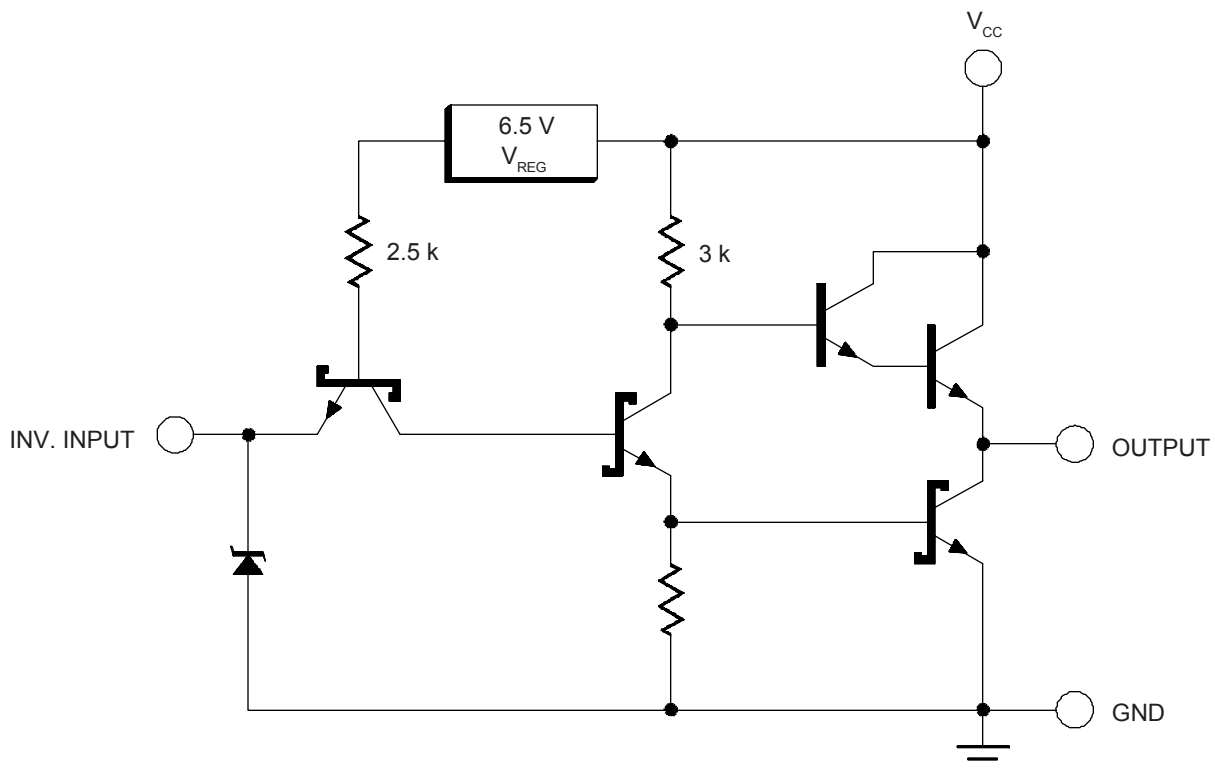 V_CC
6.5 V
V_REG
2.5 k
3 k
INV. INPUT
OUTPUT
GND